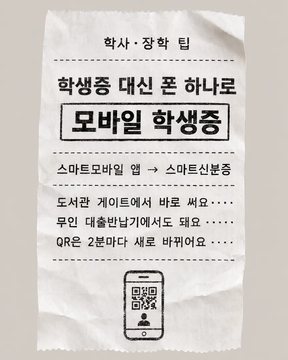 학사·장학 팁
학생증 대신 폰 하나로
모바일 학생증
스마트모바일 앱 → 스마트신분증
도서관 게이트에서 바로 써요·····
무인 대출반납기에서도 돼요·····
QR은 2분마다 새로 바뀌어요····